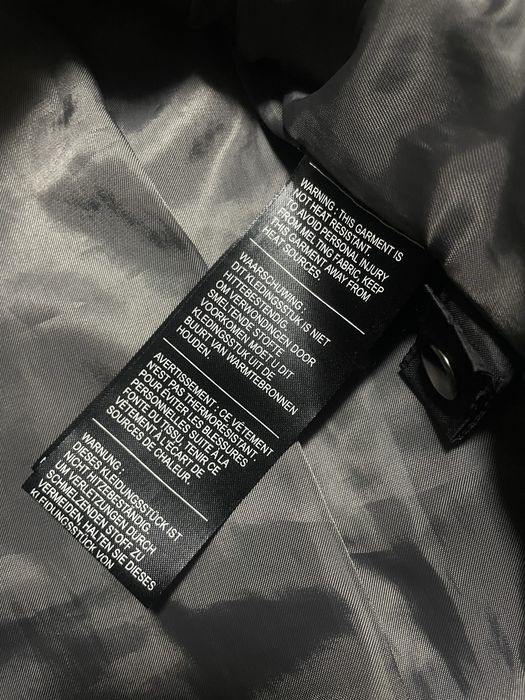 WARNING : THIS GARMENT IS
NOT HEAT RESISTANT.
TO AVOID PERSONAL INJURY
FROM MELTING FABRIC, KEEP
THIS GARMENT AWAY FROM
HEAT SOURCES
WAARSCHUWING :
DIT KLEDINGSSTUK IS NIET
HITTEBESTENDIG.
OM VERWONDINGEN DOOR
SMELTENDE STOFTE
VOORKOMEN MOET U DIT
KLEDINGSSTUK UIT DE
BUURT VAN WARMTEBRONNEN
HOUDEN.
AVERTISSEMENT : CE VÊTEMENT
N'EST PAS THERMORÉSISTANT.
POUR ÉVITER LES BLESSURES
PERSONNELLES SUITE A LA
FONTE DU TISSU TENIR CE
VÊTEMENT A L'ÉCART DE
SOURCES DE CHALEUR.
WARNUNG :
DIESES KLEIDUNGSSTÜCK IST
NICHT HITZEBESTÄNDIG.
UM VERLETZUNGEN DURCH
SCHMELZENDEN STOFF ZU
VERMEIBEN, HALTEN SIE DIESES
KLEIDUNGSSTÜCK VON